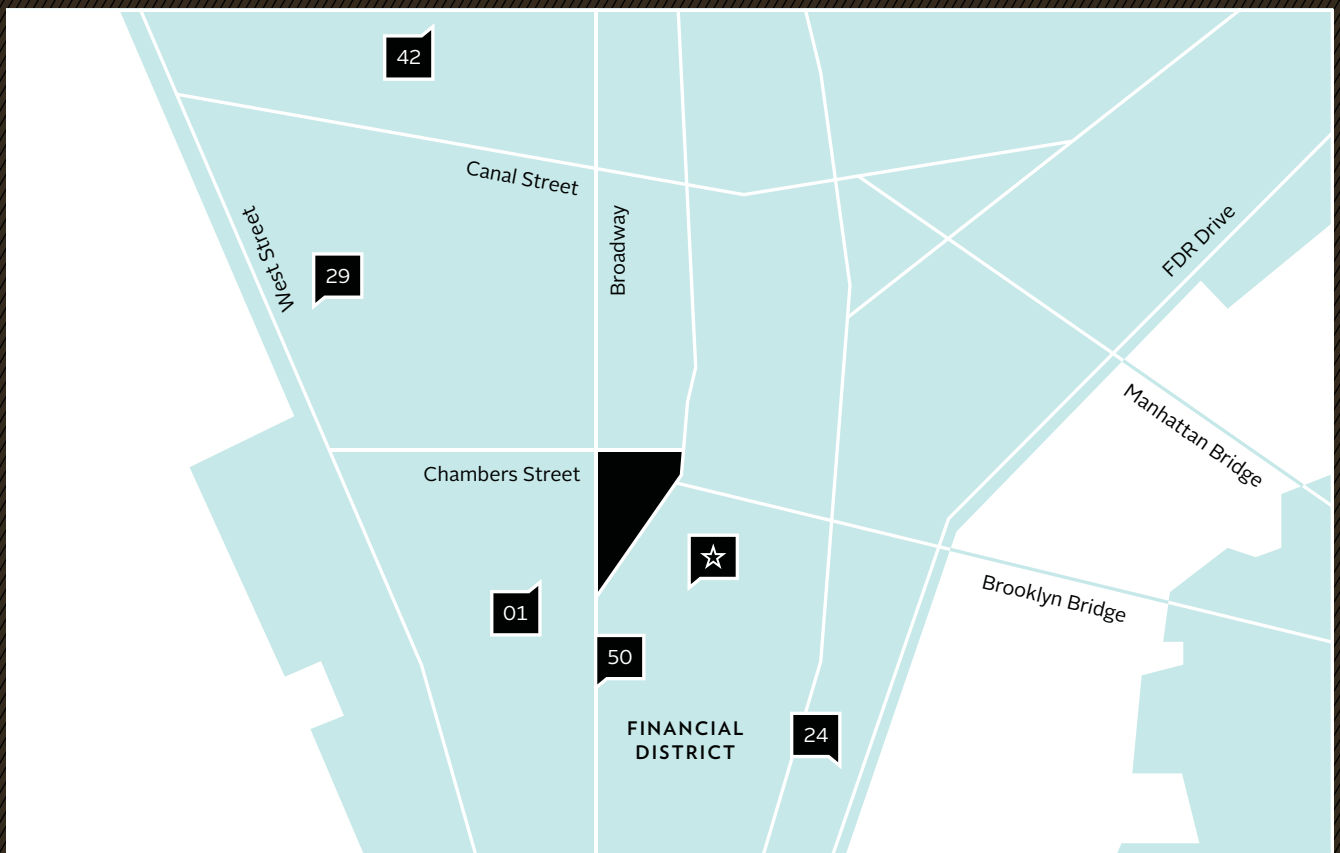 42
Canal Street
West Street
Broadway
FDR Drive
29
Manhattan Bridge
Chambers Street
Brooklyn Bridge
01
50
FINANCIAL
DISTRICT
24